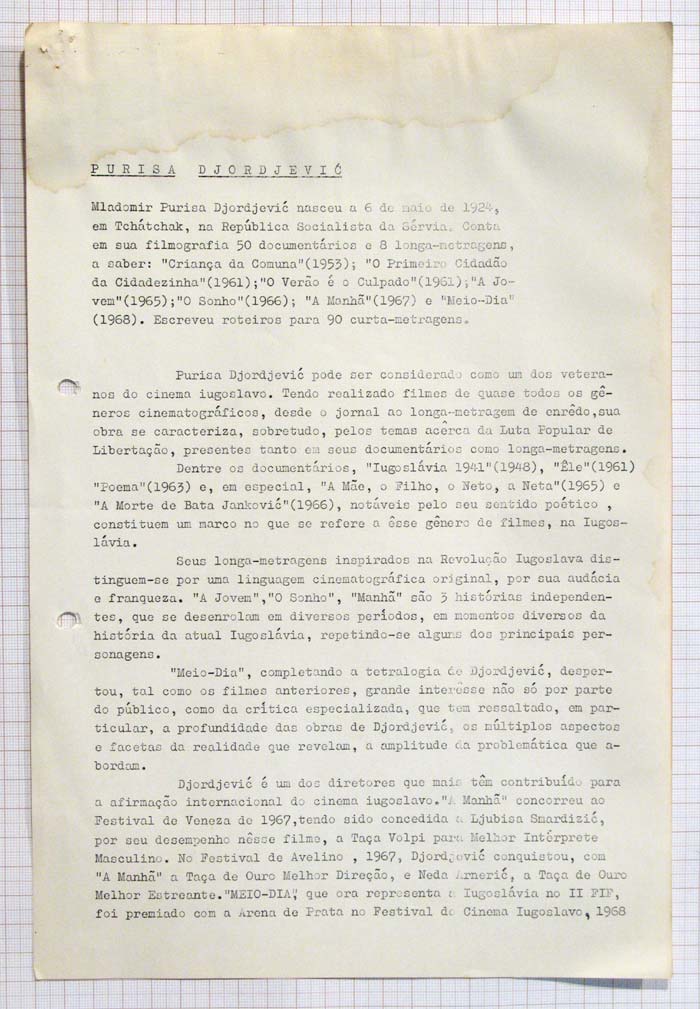 PURISA DJORDJEVIĆ
Mladomir Purisa Djordjević nasceu a 6 de maio de 1924,
em Tchátchak, na República Socialista da Sérvia. Conta
em sua filmografia 50 documentários e 8 longa-metragens,
a saber: "Criança da Comuna"(1953); "O Primeiro Cidadão
da Cidadezinha"(1961);"O Verão é o Culpado"(1961);"A Jo-
vem"(1965);"O Sonho"(1966); "A Manhã"(1967) e "Meio-Dia"
(1968). Escreveu roteiros para 90 curta-metragens.
Purisa Djordjević pode ser considerado como um dos vetera-
nos do cinema iugoslavo. Tendo realizado filmes de quase todos os gê-
neros cinematográficos, desde o jornal ao longa-metragem de enrêdo,sua
obra se caracteriza, sobretudo, pelos temas acêrca da Luta Popular de
Libertação, presentes tanto em seus documentários como longa-metragens.
Dentre os documentários, "Iugoslávia 1941"(1948), "Êle"(1961)
"Poema"(1963) e, em especial, "A Mãe, o Filho, o Neto, a Neta"(1965) e
"A Morte de Bata Janković"(1966), notáveis pelo seu sentido poético ,
constituem um marco no que se refere a êsse gênero de filmes, na Iugos-
lávia.
Seus longa-metragens inspirados na Revolução Iugoslava dis-
tinguem-se por uma linguagem cinematográfica original, por sua audácia
e franqueza. "A Jovem","O Sonho", "Manhã" são 3 histórias independen-
tes, que se desenrolam em diversos períodos, em momentos diversos da
história da atual Iugoslávia, repetindo-se alguns dos principais per-
sonagens.
"Meio-Dia", completando a tetralogia de Djordjević, desper-
tou, tal como os filmes anteriores, grande interêsse não só por parte
do público, como da crítica especializada, que tem ressaltado, em par-
ticular, a profundidade das obras de Djordjević, os múltiplos aspectos
e facetas da realidade que revelam, a amplitude da problemática que a-
bordam.
Djordjević é um dos diretores que mais têm contribuído para
a afirmação internacional do cinema iugoslavo."A Manhã" concorreu ao
Festival de Veneza de 1967,tendo sido concedida a Ljubisa Smardizić,
por seu desempenho nêsse filme, a Taça Volpi para Melhor Intérprete
Masculino. No Festival de Avelino , 1967, Djordjević conquistou, com
"A Manhã" a Taça de Ouro Melhor Direção, e Neda Arnerić, a Taça de Ouro
Melhor Estreante."MEIO-DIA", que ora representa a Iugoslávia no II FIF,
foi premiado com a Arena de Prata no Festival do Cinema Iugoslavo, 1968